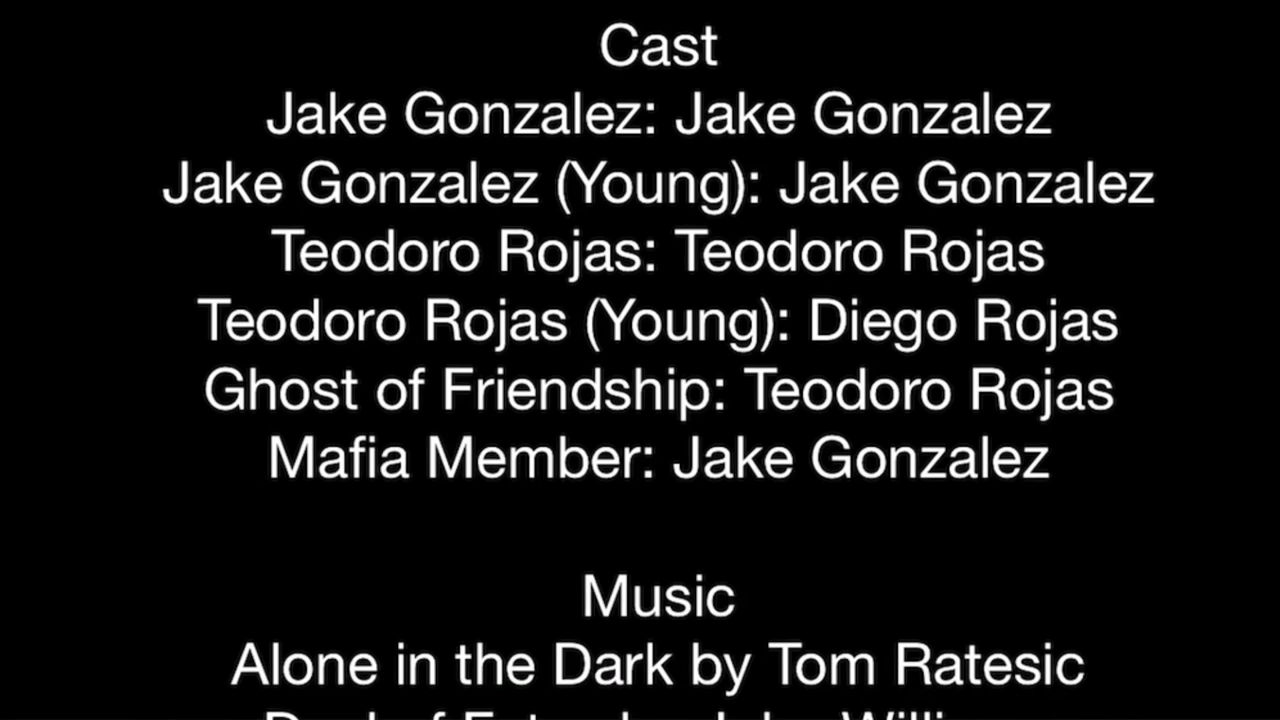 Cast
Jake Gonzalez: Jake Gonzalez
Jake Gonzalez (Young): Jake Gonzalez
Teodoro Rojas: Teodoro Rojas
Teodoro Rojas (Young): Diego Rojas
Ghost of Friendship: Teodoro Rojas
Mafia Member: Jake Gonzalez
Music
Alone in the Dark by Tom Ratesic